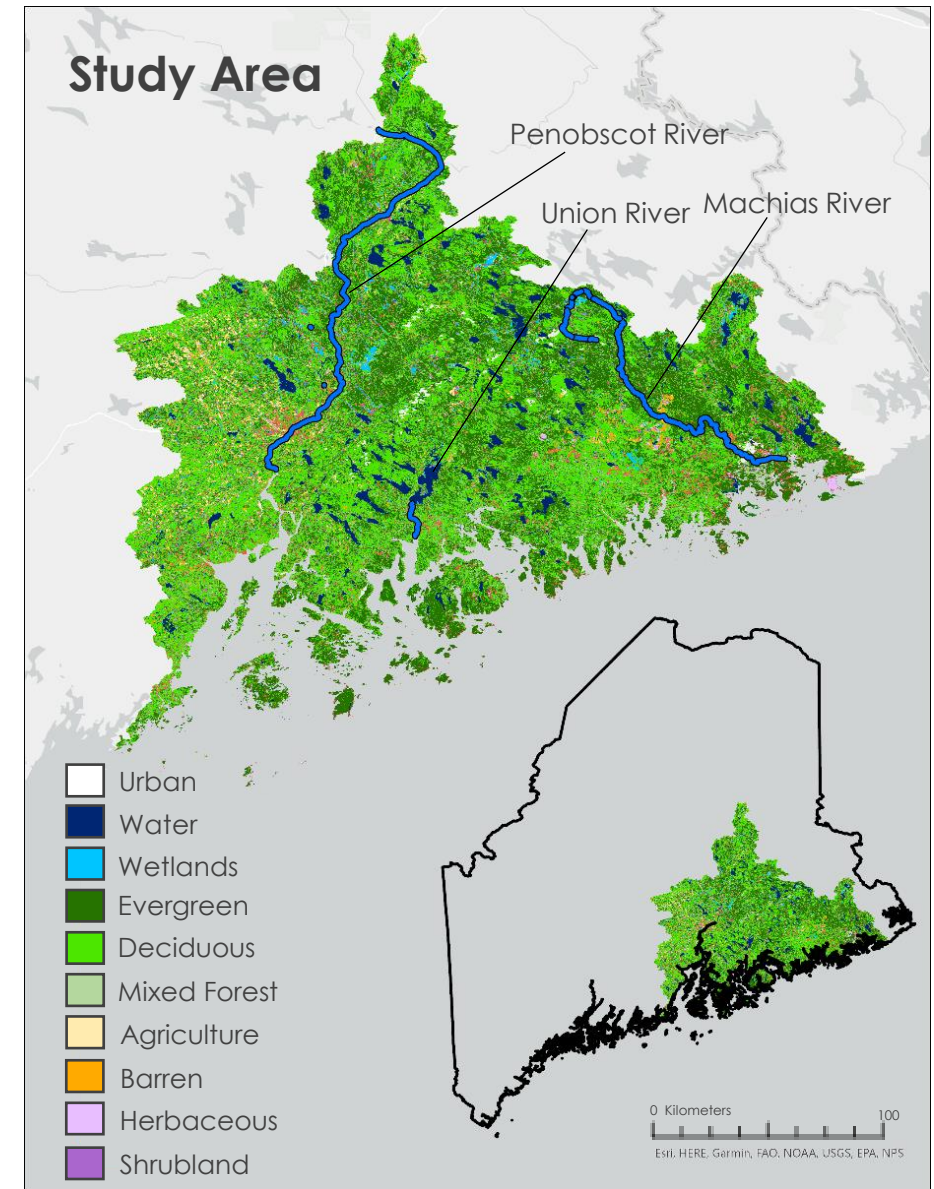 Study Area
Penobscot River
Union River
Machias River
Urban
Water
Wetlands
Evergreen
Deciduous
Mixed Forest
Agriculture
Barren
Herbaceous
Shrubland
0 Kilometers 100
Esri, HERE, Garmin, FAO, NOAA, USGS, EPA, NPS